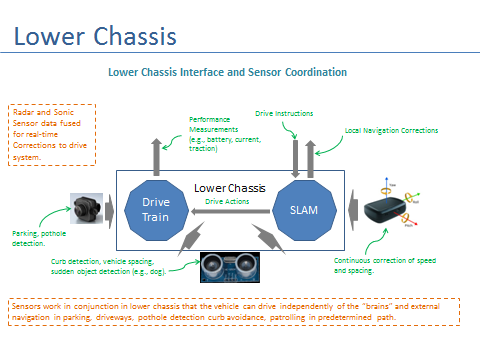 Lower Chassis
Lower Chassis Interface and Sensor Coordination
Radar and Sonic
Sensor data fused
for real-time
Corrections to drive
system.
Performance
Measurements
(e.g., battery, current,
traction)
Drive Instructions
Local Navigation Corrections
Lower Chassis
Drive Actions
Drive
Train
SLAM
Parking, pothole
detection.
Curb detection, vehicle spacing,
sudden object detection (e.g., dog).
Continuous correction of speed
and spacing.
Sensors work in conjunction in lower chassis that the vehicle can drive independently of the "brains" and external
navigation in parking, driveways, pothole detection curb avoidance, patrolling in predetermined path.